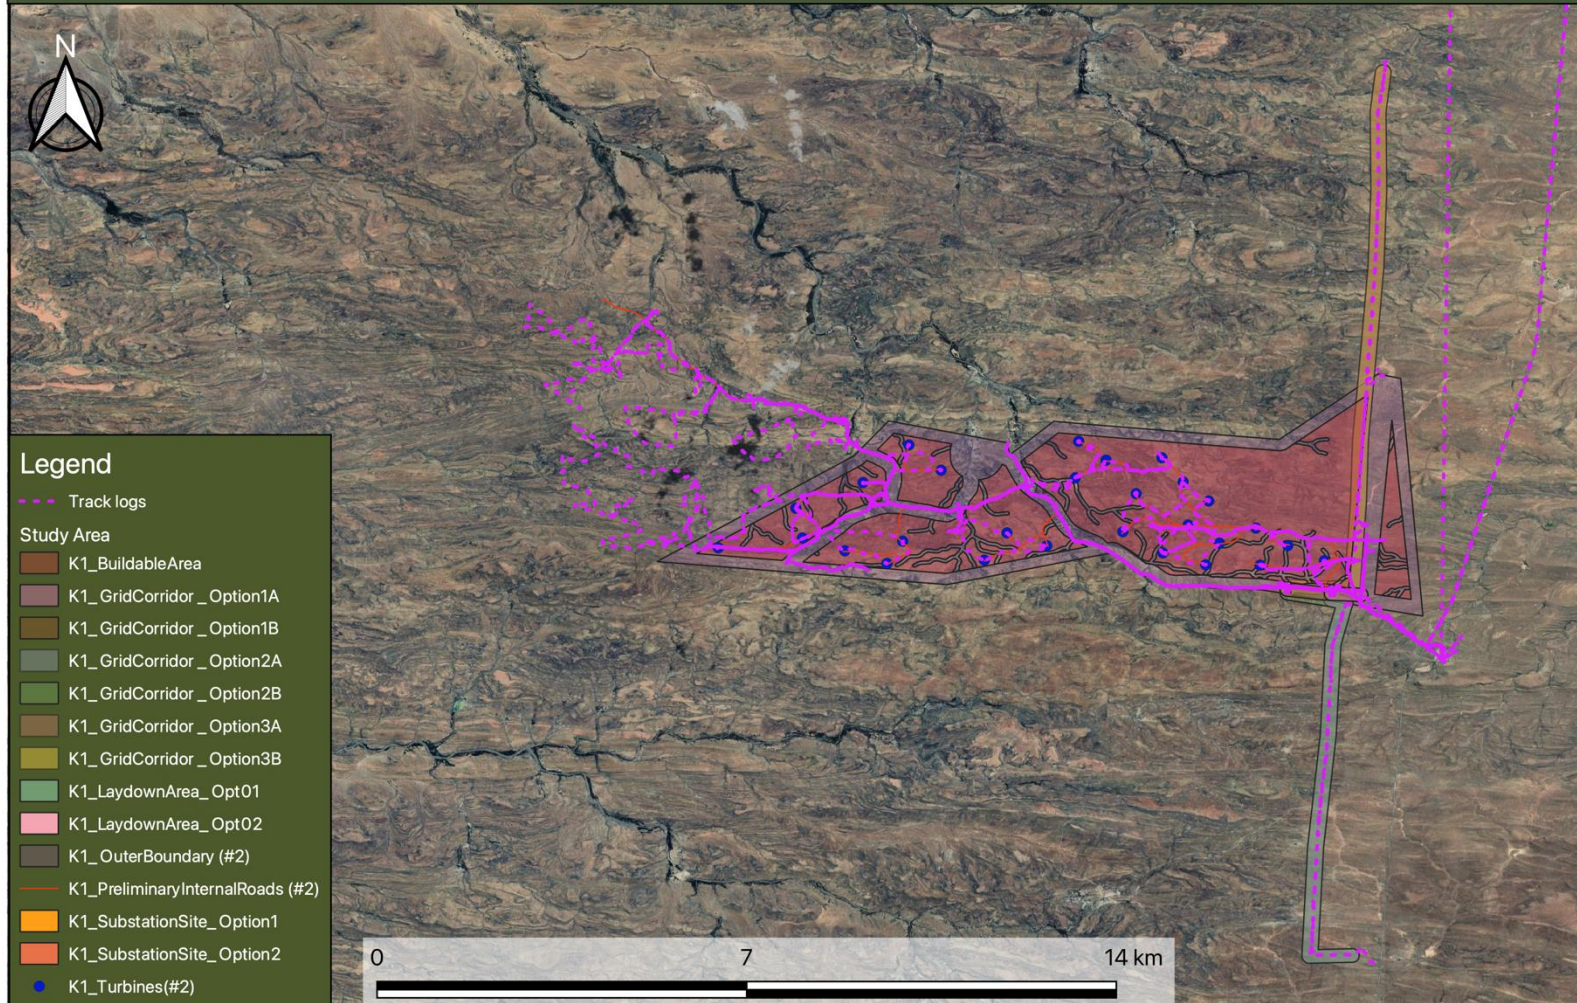 N
Legend
Track logs
Study Area
K1_BuildableArea
K1_GridCorridor_Option1A
K1_GridCorridor_Option1B
K1_GridCorridor_Option2A
K1_GridCorridor_Option2B
K1_GridCorridor_Option3A
K1_GridCorridor_Option3B
K1_LaydownArea_Opt01
K1_LaydownArea_Opt02
K1_OuterBoundary (#2)
K1_PreliminaryInternalRoads (#2)
K1_SubstationSite_Option1
K1_SubstationSite_Option2
K1_Turbines(#2)
0 7 14 km